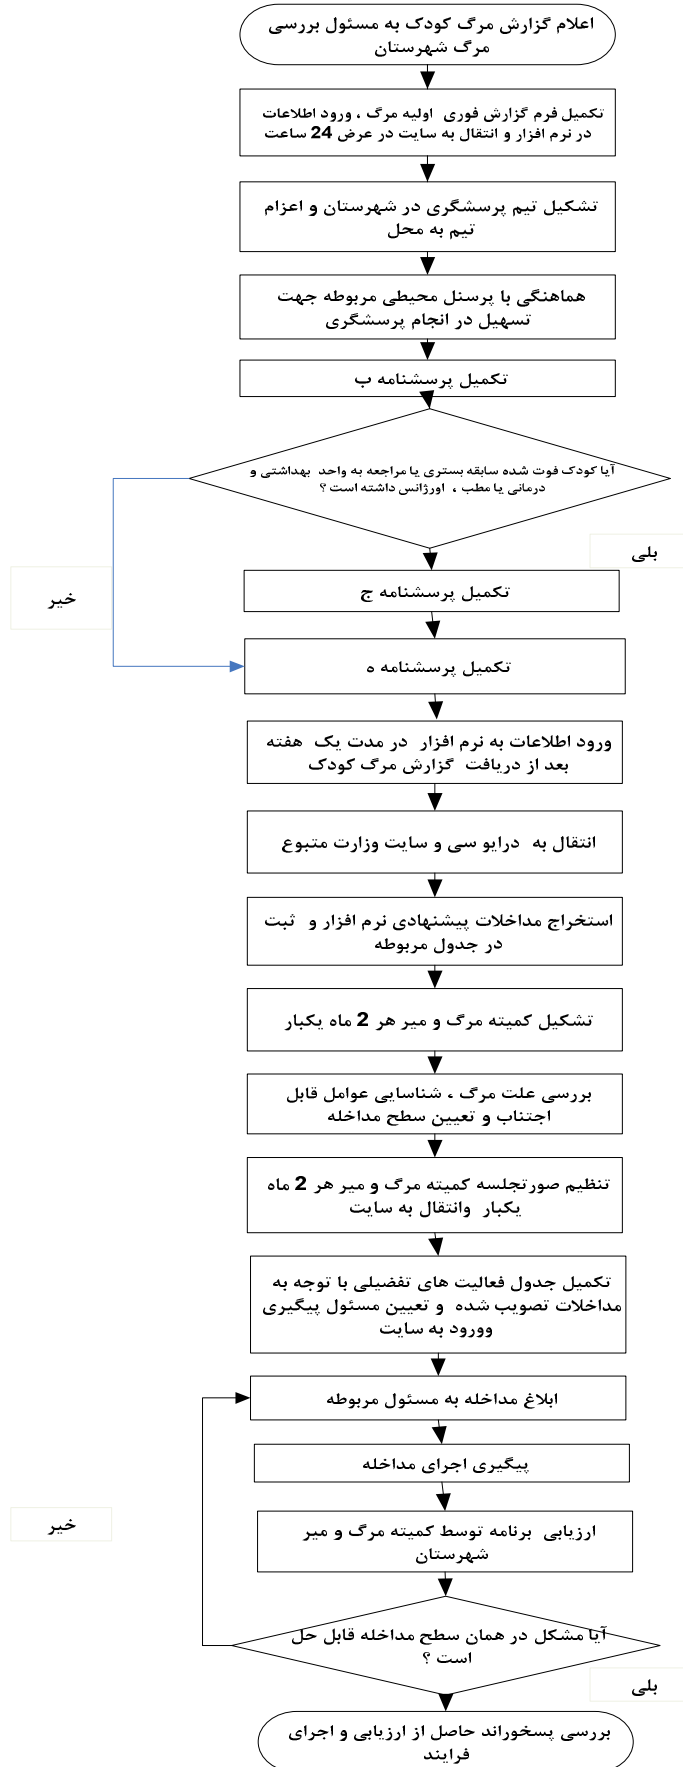 اعلام گزارش مرگ کودک به مسئول بررسی
مرگ شهرستان
تکمیل فرم گزارش فوری اولیه مرگ ، ورود اطلاعات
در نرم افزار و انتقال به سایت در عرض 24 ساعت
تشکیل تیم پرسشگری در شهرستان و اعزام
تیم به محل
هماهنگی با پرسنل محیطی مربوطه جهت
تسهیل در انجام پرسشگری
تکمیل پرسشنامه ب
آیا کودک فوت شده سابقه بستری یا مراجعه به واحد بهداشتی و
درمانی یا مطب ، اورژانس داشته است ؟
بلی
خیر
تکمیل پرسشنامه ج
تکمیل پرسشنامه ه
ورود اطلاعات به نرم افزار در مدت یک هفته
بعد از دریافت گزارش مرگ کودک
انتقال به درایو سی و سایت وزارت متبوع
استخراج مداخلات پیشنهادی نرم افزار و ثبت
در جدول مربوطه
تشکیل کمیته مرگ و میر هر 2 ماه یکبار
بررسی علت مرگ ، شناسایی عوامل قابل
اجتناب و تعیین سطح مداخله
تنظیم صورتجلسه کمیته مرگ و میر هر 2 ماه
یکبار وانتقال به سایت
تکمیل جدول فعالیت های تفضیلی با توجه به
مداخلات تصویب شده و تعیین مسئول پیگیری
وورود به سایت
ابلاغ مداخله به مسئول مربوطه
پیگیری اجرای مداخله
خیر
ارزیابی برنامه توسط کمیته مرگ و میر
شهرستان
آیا مشکل در همان سطح مداخله قابل حل
است ؟
بلی
بررسی پسخوراند حاصل از ارزیابی و اجرای
فرایند